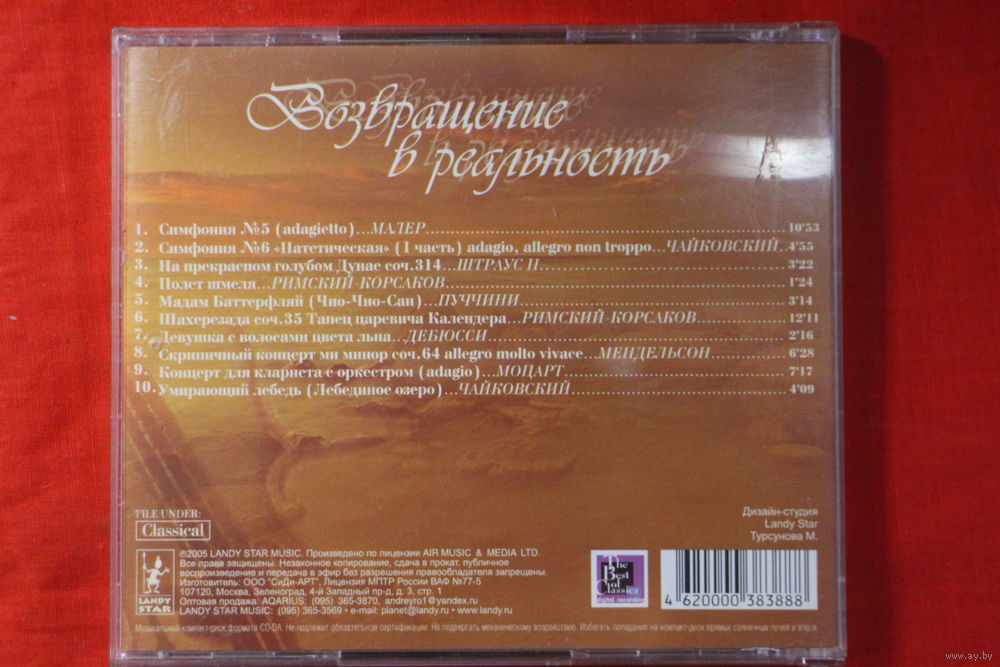 Возвращение
в реальность
1. Симфония №5 (adagietto)...МАЛЕР 10'53
2. Симфония №6 «Патетическая» (1 часть) adagio, allegro non troppo...ЧАЙКОВСКИЙ 4'55
3. На прекрасном голубом Дунае соч.314...ШТРАУС II 3'22
4. Полет шмеля...РИМСКИЙ-КОРСАКОВ 1'24
5. Мадам Баттерфляй (Чио-Чио-Сан)...ПУЧЧИНИ 3'14
6. Шахерезада соч.35 Танец царевича Календера...РИМСКИЙ-КОРСАКОВ 12'11
7. Девушка с волосами цвета льна...ДЕБЮССИ 2'16
8. Скрипичный концерт ми минор соч.64 allegro molto vivace...МЕНДЕЛЬСОН 6'28
9. Концерт для кларнета с оркестром (adagio)...МОЦАРТ 7'17
10. Умирающий лебедь (Лебединое озеро)...ЧАЙКОВСКИЙ 4'09
FILE UNDER:
Classical
Дизайн-студия
Landy Star
Турсунова М.
LANDY
STAR
©2005 LANDY STAR MUSIC. Произведено по лицензии AIR MUSIC & MEDIA LTD.
Все права защищены. Незаконное копирование, сдача в прокат, публичное
воспроизведение и передача в эфир без разрешения правообладателя запрещены.
Изготовитель: ООО "СиДи-АРТ", Лицензия МПТР России ВАФ №77-5
107120, Москва, Зеленоград, 4-й Западный пр-д, д. 3, стр. 1
Оптовая продажа: AQARIUS: (095) 365-3870, andreyro1@yandex.ru
LANDY STAR MUSIC: (095) 365-3569 • e-mail: planet@landy.ru • www.landy.ru
The
Best
of
Classics
digital recording
4 620000 383888
Музыкальный компакт-диск формата CD-DA. Не подлежит обязательной сертификации. Не подвергать механическому воздействию. Избегать попадания на компакт-диск прямых солнечных лучей и влаги.
www.ay.by